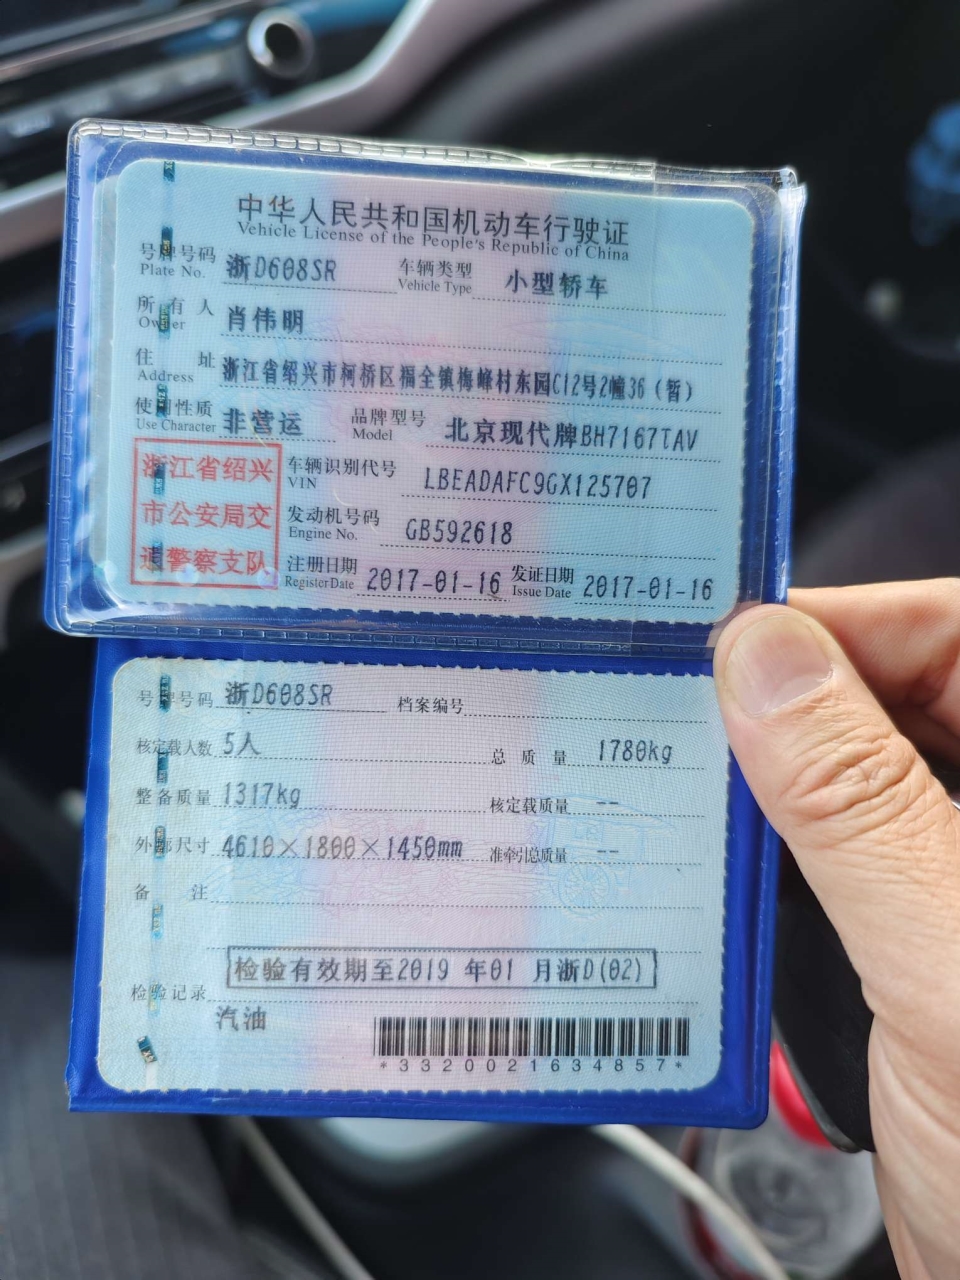 中华人民共和国机动车行驶证
Vehicle License of the People's Republic of China
号牌号码 浙D608SR 车辆类型 小型轿车
Plate No. Vehicle Type
所有人 肖伟明
Owner
住址 浙江省绍兴市柯桥区福全镇梅峰村东园C12号2幢36（暂）
Address
使用性质 非营运 品牌型号 北京现代牌BH7167TAV
Use Character Model
浙江省绍兴 车辆识别代号 LBEADAFC9GX125707
VIN
市公安局交 发动机号码 GB592618
Engine No.
通警察支队 注册日期 2017-01-16 发证日期 2017-01-16
Register Date Issue Date
号牌号码 浙D608SR 档案编号
核定载人数 5人 总质量 1780kg
整备质量 1317kg 核定载质量 --
外部尺寸 4610×1800×1450mm 准牵引总质量 --
备注
检验有效期至2019 年01 月浙D(02)
检验记录
汽油
*3320021634857*